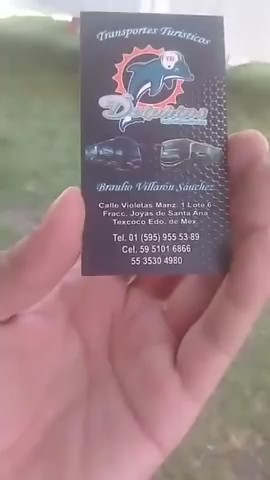 Transportes Turísticos
Braulio Villarón Sánchez
Calle Violetas Manz. 1 Lote 6
Fracc. Joyas de Santa Ana
Texcoco Edo. de Méx.
Tel. 01 (595) 955 53 89
Cel. 59 5101 6866
55 3530 4980